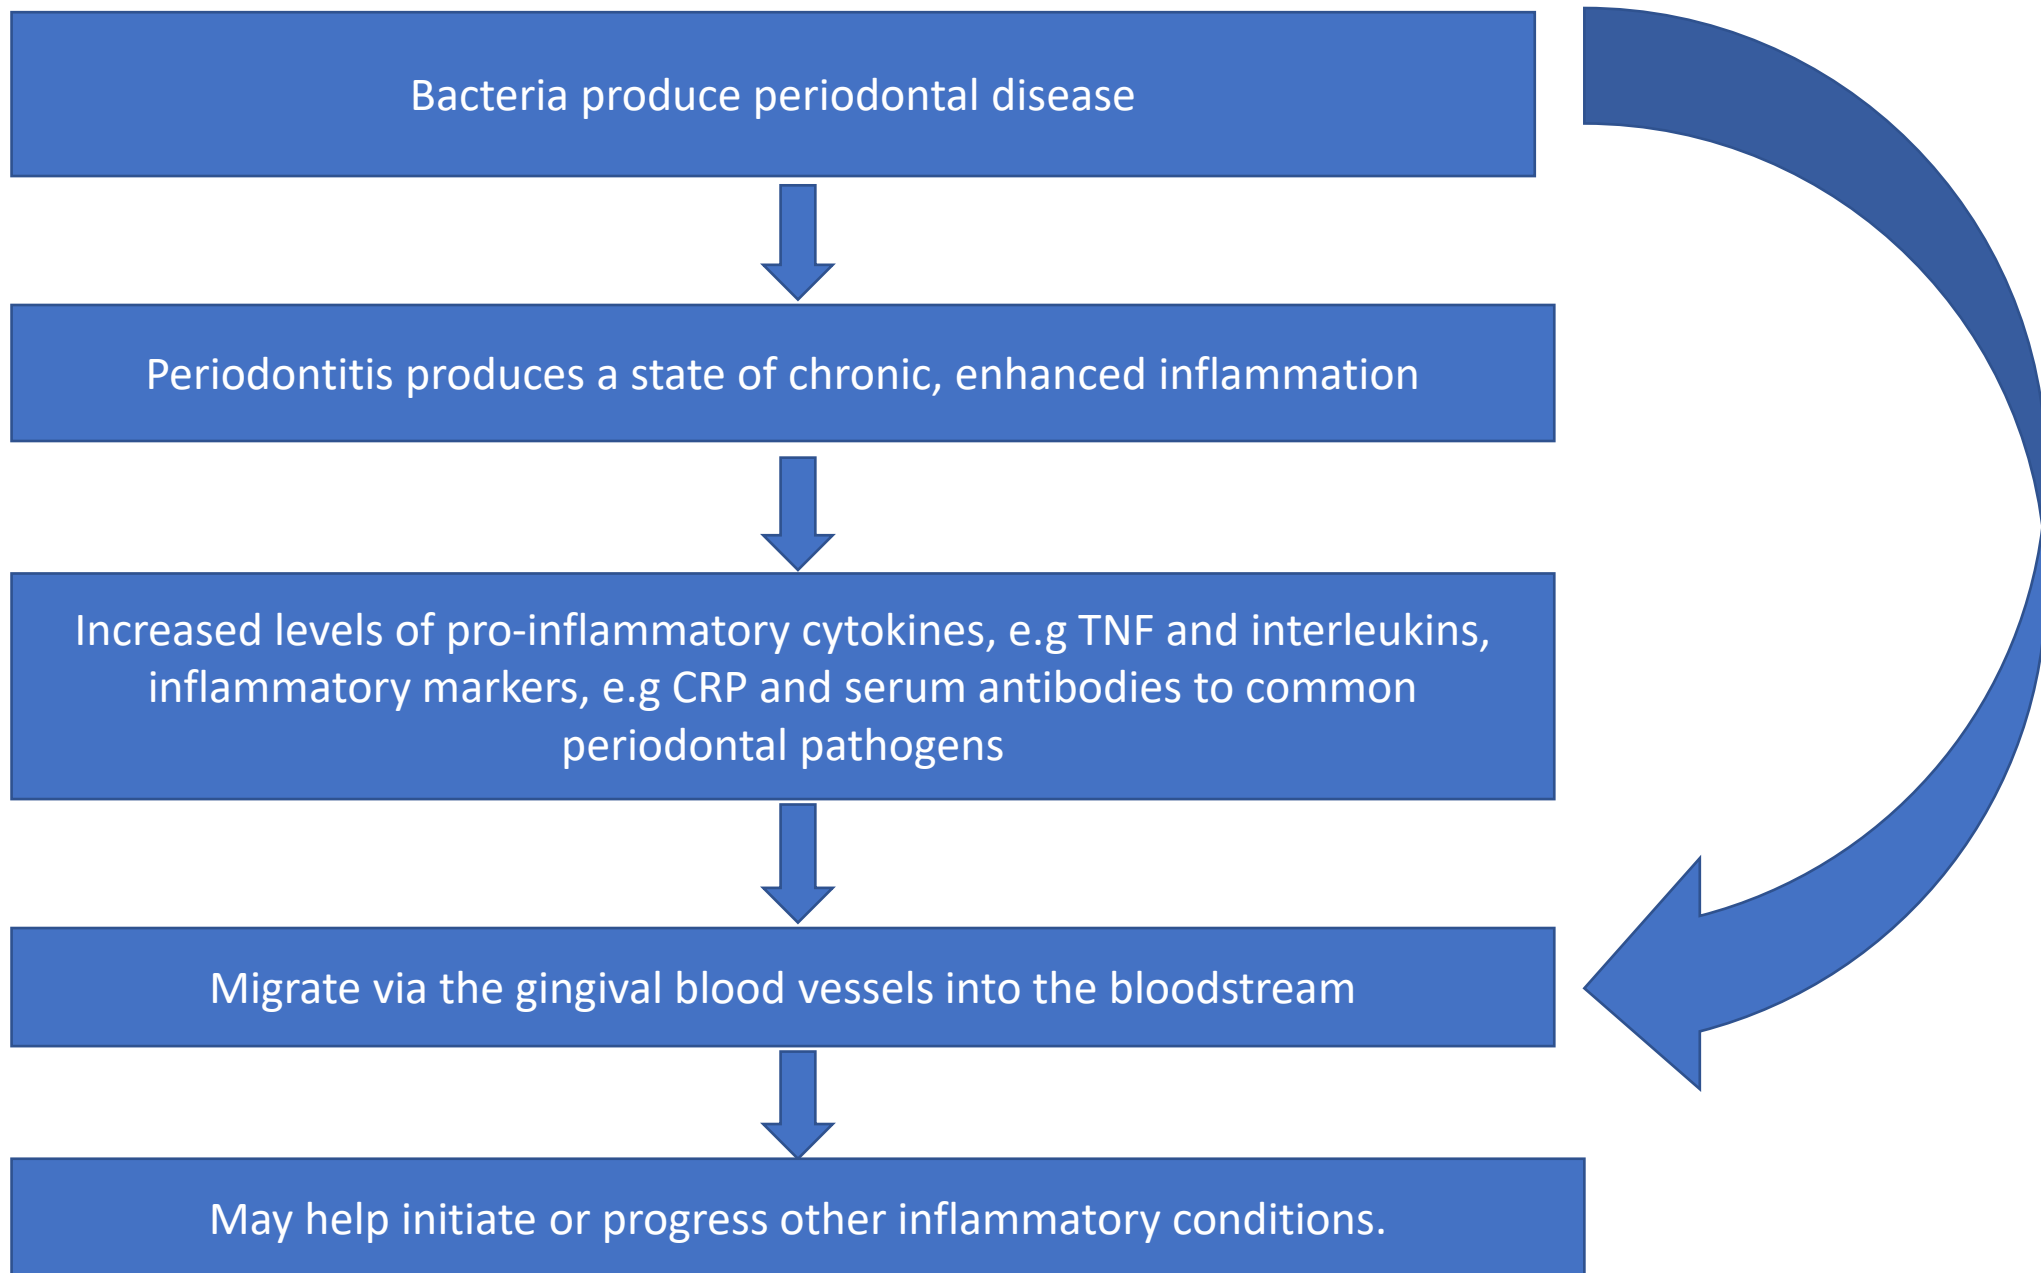 Bacteria produce periodontal disease
Periodontitis produces a state of chronic, enhanced inflammation
Increased levels of pro-inflammatory cytokines, e.g TNF and interleukins,
inflammatory markers, e.g CRP and serum antibodies to common
periodontal pathogens
Migrate via the gingival blood vessels into the bloodstream
May help initiate or progress other inflammatory conditions.